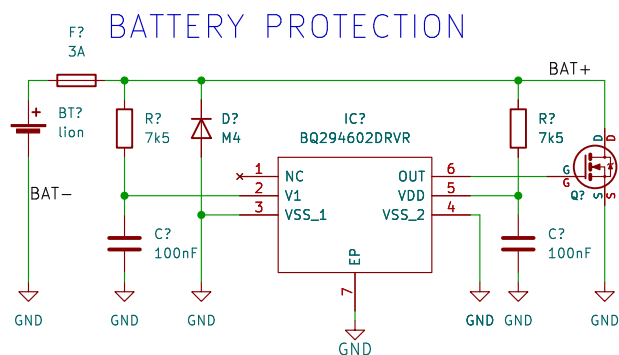 BATTERY PROTECTION
F?
3A
BAT+
BT?
lion
R?
7k5
D?
M4
IC?
BQ294602DRVR
R?
7k5
D
D
1
NC
OUT
6
G
G
2
V1
VDD
5
Q?
S
S
BAT-
3
VSS_1
VSS_2
4
C?
100nF
EP
7
C?
100nF
GND
GND
GND
GND
GND
GND
GND